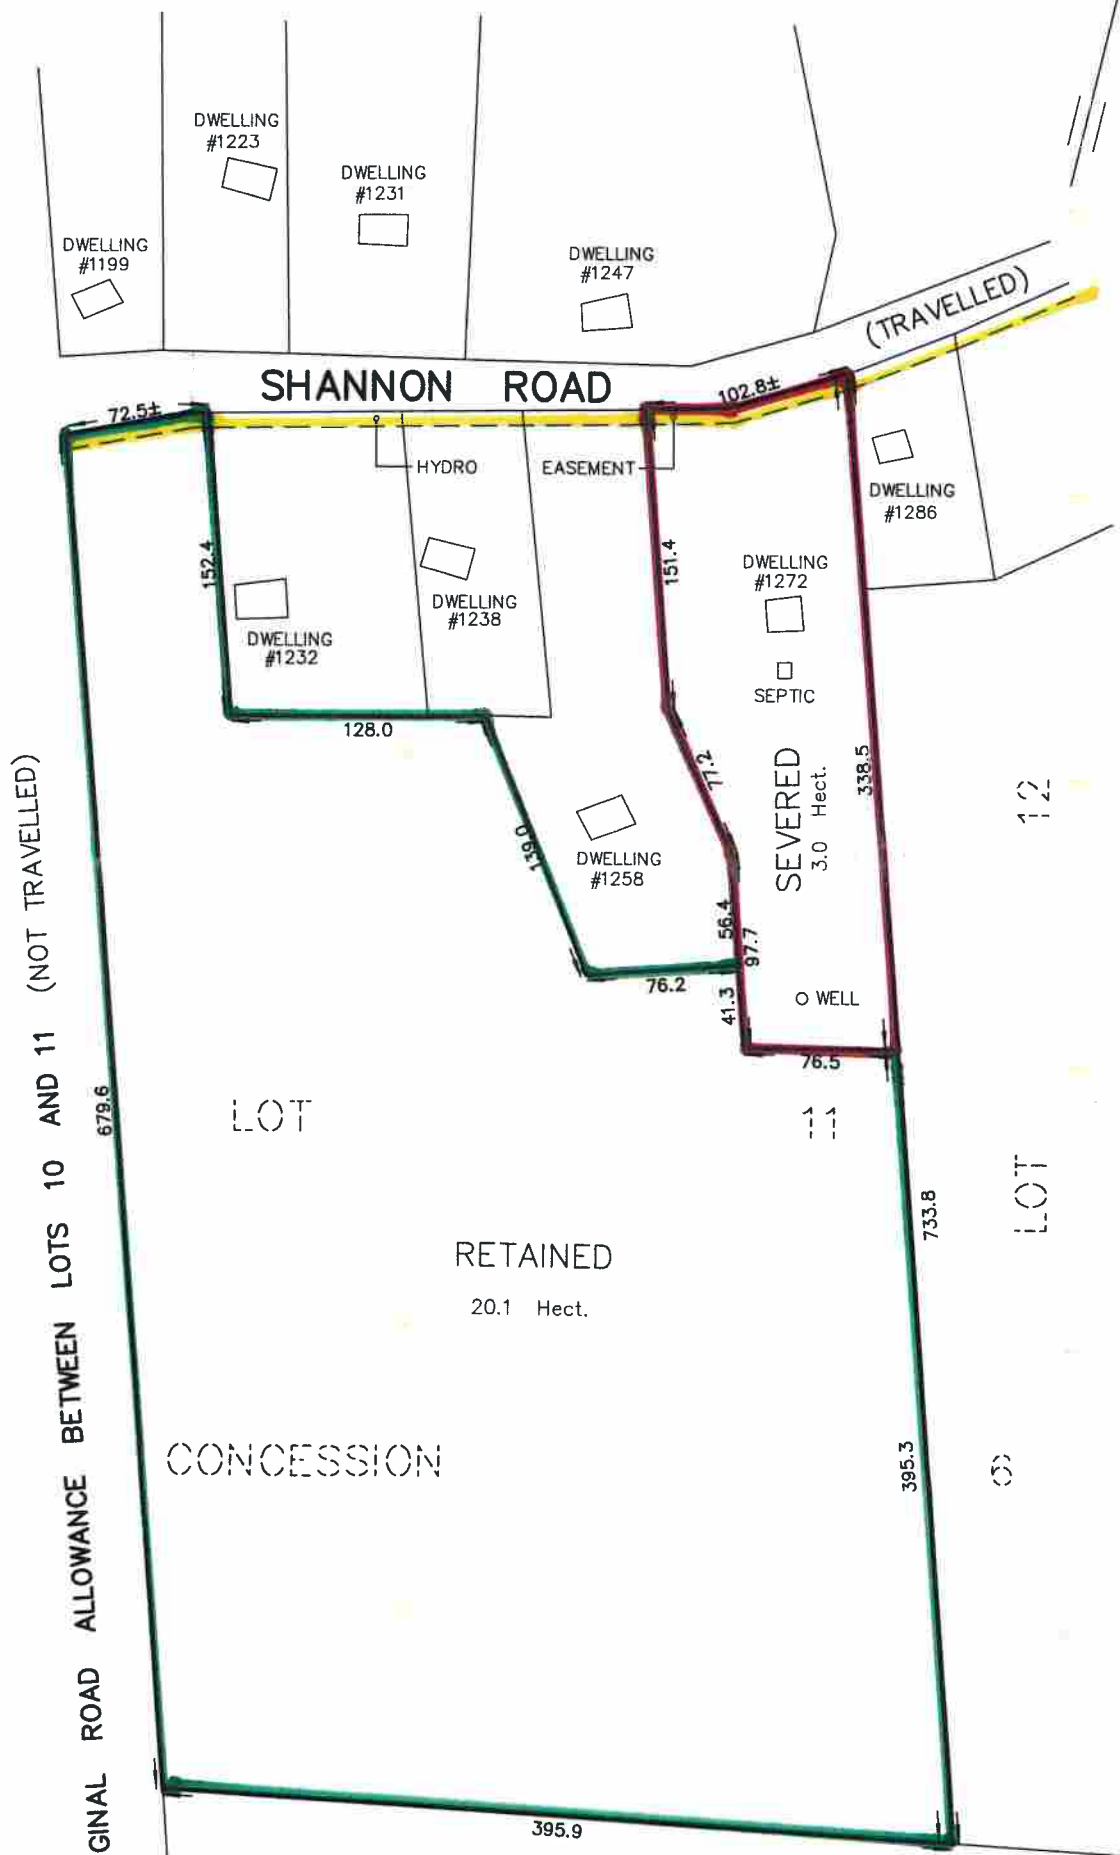 DWELLING
#1223
DWELLING
#1231
DWELLING
#1199
DWELLING
#1247
(TRAVELLED)
SHANNON ROAD
102.8±
72.5±
HYDRO
EASEMENT
DWELLING
#1286
152.4
151.4
DWELLING
#1272
DWELLING
#1238
DWELLING
#1232
SEPTIC
128.0
77.2
SEVERED
3.0 Hect.
338.5
12
139.0
DWELLING
#1258
56.4
97.7
76.2
41.3
WELL
76.5
679.6
LOT
11
733.8
LOT
RETAINED
20.1 Hect.
CONCESSION
395.3
6
GINAL ROAD ALLOWANCE BETWEEN LOTS 10 AND 11 (NOT TRAVELLED)
395.9